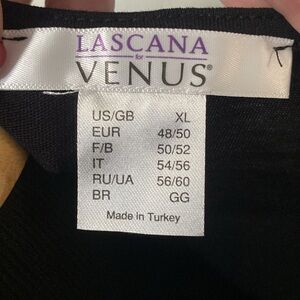 LASCANA
for
VENUS®
US/GB XL
EUR 48/50
F/B 50/52
IT 54/56
RU/UA 56/60
BR GG
Made in Turkey